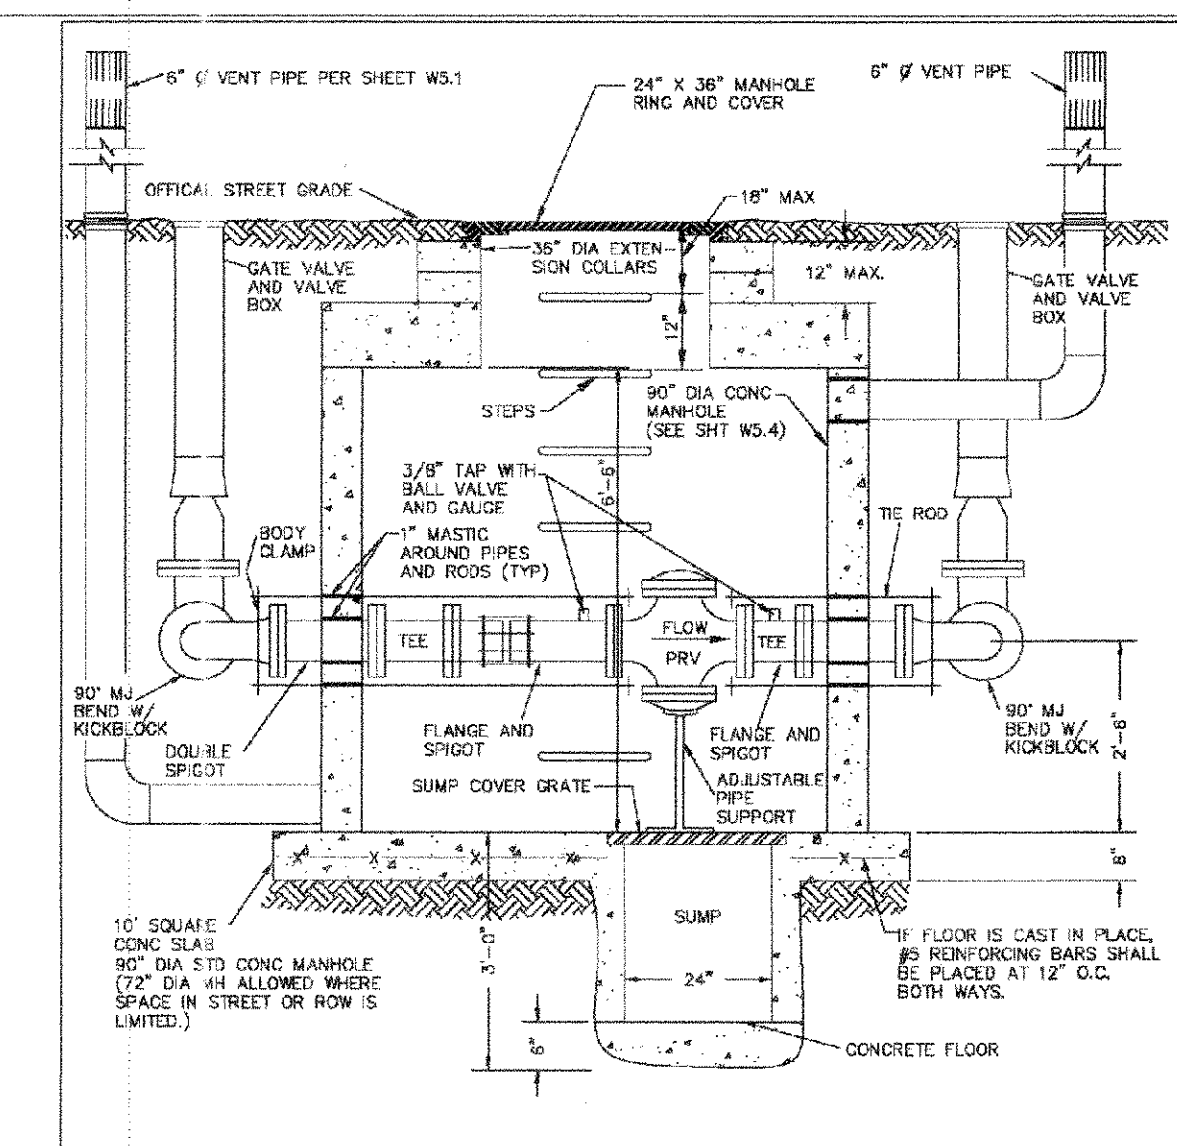 6" Ø VENT PIPE PER SHEET W5.1
24" X 36" MANHOLE
RING AND COVER
6" Ø VENT PIPE
OFFICAL STREET GRADE
18" MAX
36" DIA EXTEN-
SION COLLARS
12" MAX.
GATE VALVE
AND VALVE
BOX
GATE VALVE
AND VALVE
BOX
12"
STEPS
90" DIA CONC
MANHOLE
(SEE SHT W5.4)
3/8" TAP WITH
BALL VALVE
AND GAUGE
6'-6"
TIE ROD
BODY
CLAMP
1" MASTIC
AROUND PIPES
AND RODS (TYP)
TEE
FLOW
PRV
TEE
90° MJ
BEND W/
KICKBLOCK
DOUBLE
SPIGOT
FLANGE AND
SPIGOT
FLANGE AND
SPIGOT
90° MJ
BEND W/
KICKBLOCK
2'-6"
SUMP COVER GRATE
ADJUSTABLE
PIPE
SUPPORT
X X X X X
8"
10' SQUARE
CONC SLAB
90" DIA STD CONC MANHOLE
(72" DIA MH ALLOWED WHERE
SPACE IN STREET OR ROW IS
LIMITED.)
3'-0"
SUMP
24"
IF FLOOR IS CAST IN PLACE,
#5 REINFORCING BARS SHALL
BE PLACED AT 12" O.C.
BOTH WAYS.
6"
CONCRETE FLOOR